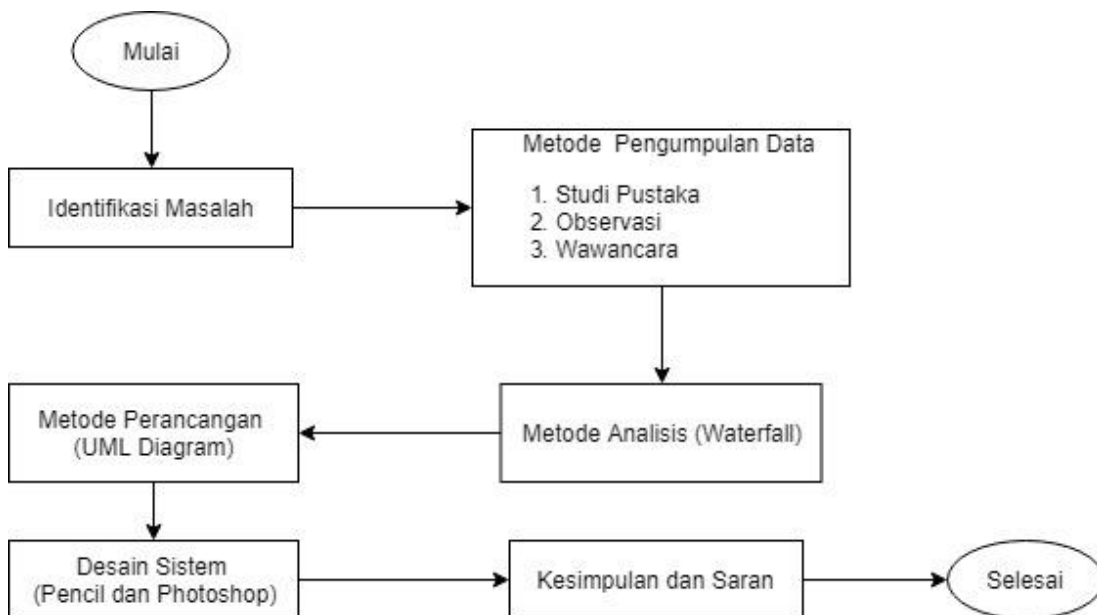 Mulai
Identifikasi Masalah
Metode Pengumpulan Data
1. Studi Pustaka
2. Observasi
3. Wawancara
Metode Analisis (Waterfall)
Metode Perancangan
(UML Diagram)
Desain Sistem
(Pencil dan Photoshop)
Kesimpulan dan Saran
Selesai